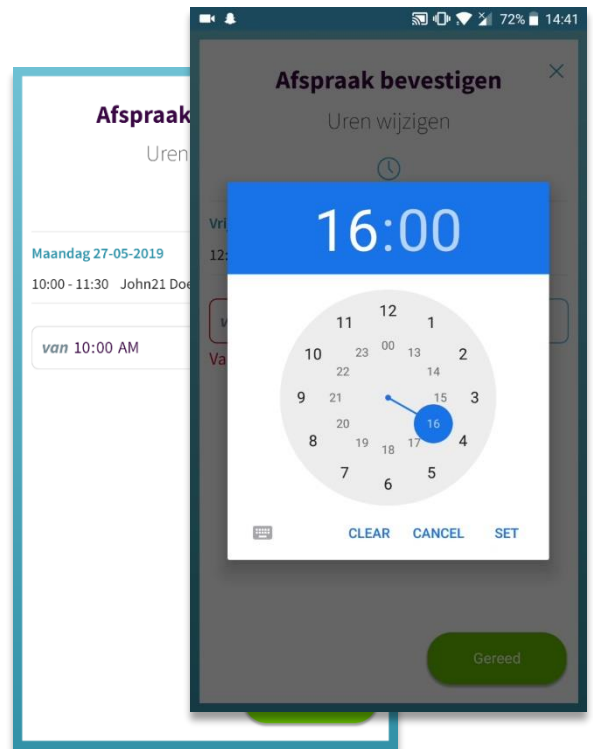 72% 14:41
Afspraak bevestigen
Uren wijzigen
Vri
12:
v
Va
16:00
12
11 1
00
23 13
10 2
22 14
9 21 15 3
20 16
8 4
19 17
18
7 5
6
CLEAR CANCEL SET
Gereed
Afspraak
Uren
Maandag 27-05-2019
10:00 - 11:30 John21 Doe
van 10:00 AM